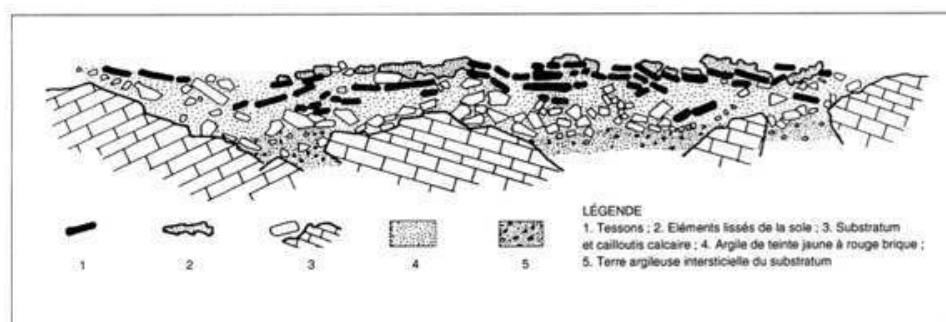 LÉGENDE
1. Tessons ; 2. Eléments lissés de la sole ; 3. Substratum
et cailloutis calcaire ; 4. Argile de teinte jaune à rouge brique ;
5. Terre argileuse intersticielle du substratum
1 2 3 4 5